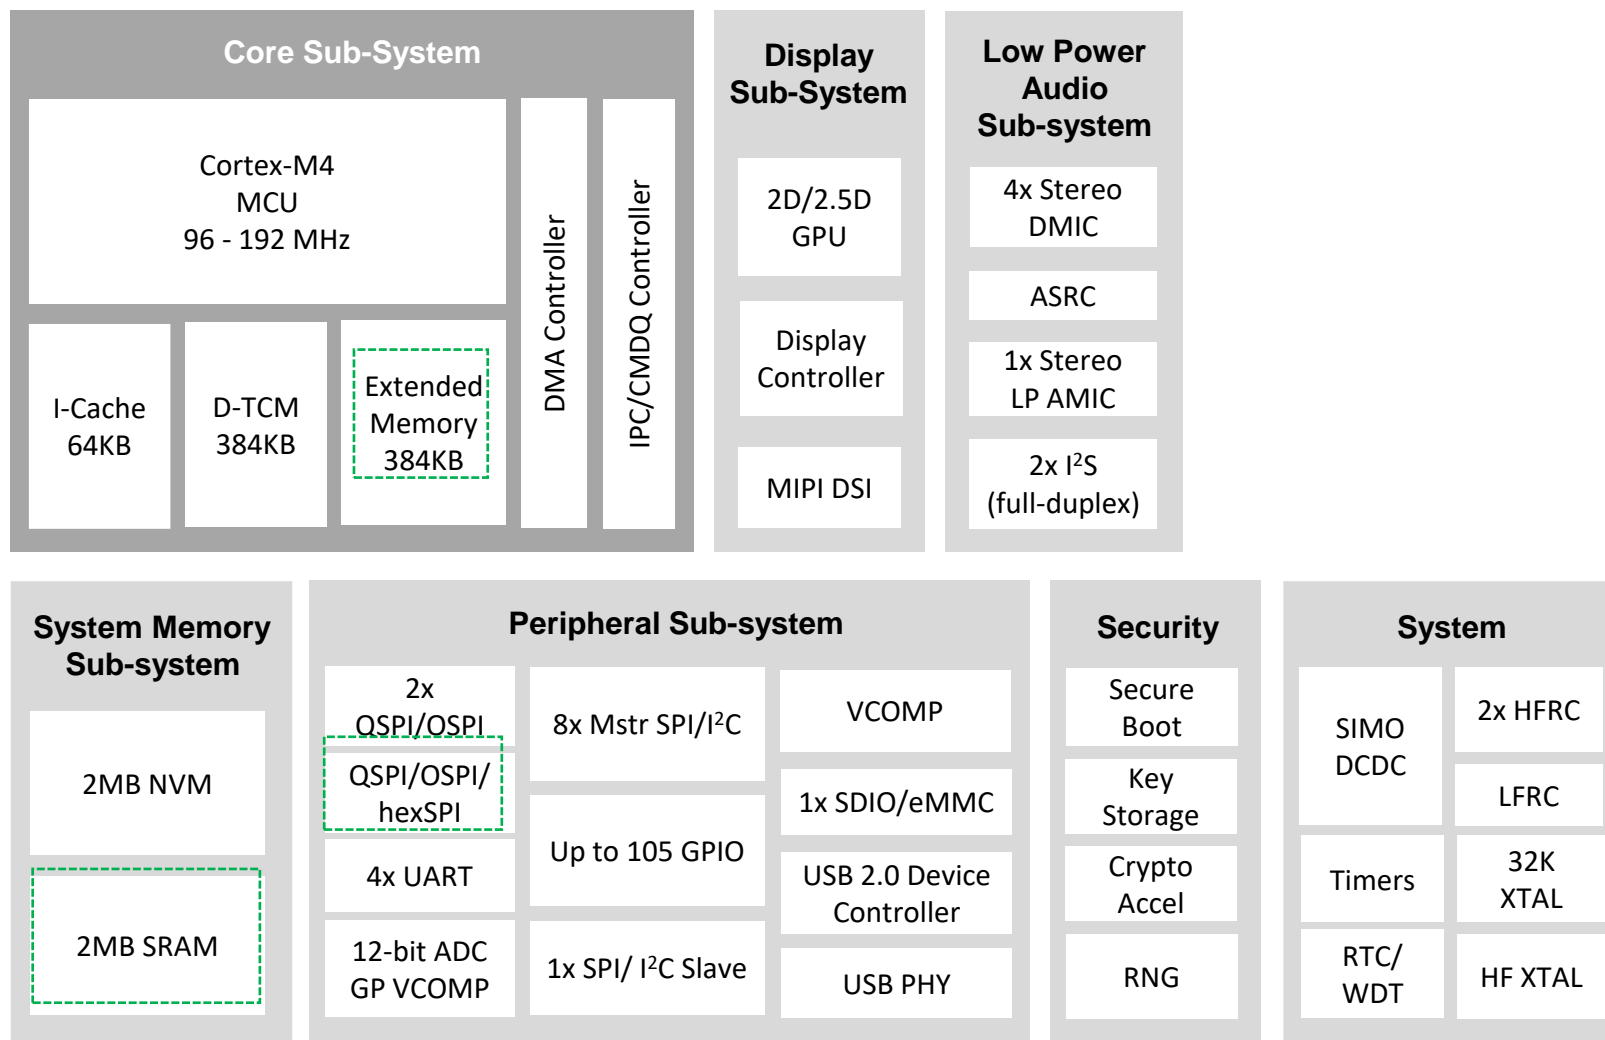 Core Sub-System
Cortex-M4
MCU
96 - 192 MHz
I-Cache
64KB
D-TCM
384KB
Extended
Memory
384KB
DMA Controller
IPC/CMDQ Controller
Display
Sub-System
2D/2.5D
GPU
Display
Controller
MIPI DSI
Low Power
Audio
Sub-system
4x Stereo
DMIC
ASRC
1x Stereo
LP AMIC
2x I²S
(full-duplex)
System Memory
Sub-system
2MB NVM
2MB SRAM
Peripheral Sub-system
2x
QSPI/OSPI
QSPI/OSPI/
hexSPI
4x UART
12-bit ADC
GP VCOMP
8x Mstr SPI/I²C
Up to 105 GPIO
1x SPI/ I²C Slave
VCOMP
1x SDIO/eMMC
USB 2.0 Device
Controller
USB PHY
Security
Secure
Boot
Key
Storage
Crypto
Accel
RNG
System
SIMO
DCDC
2x HFRC
LFRC
Timers
32K
XTAL
RTC/
WDT
HF XTAL